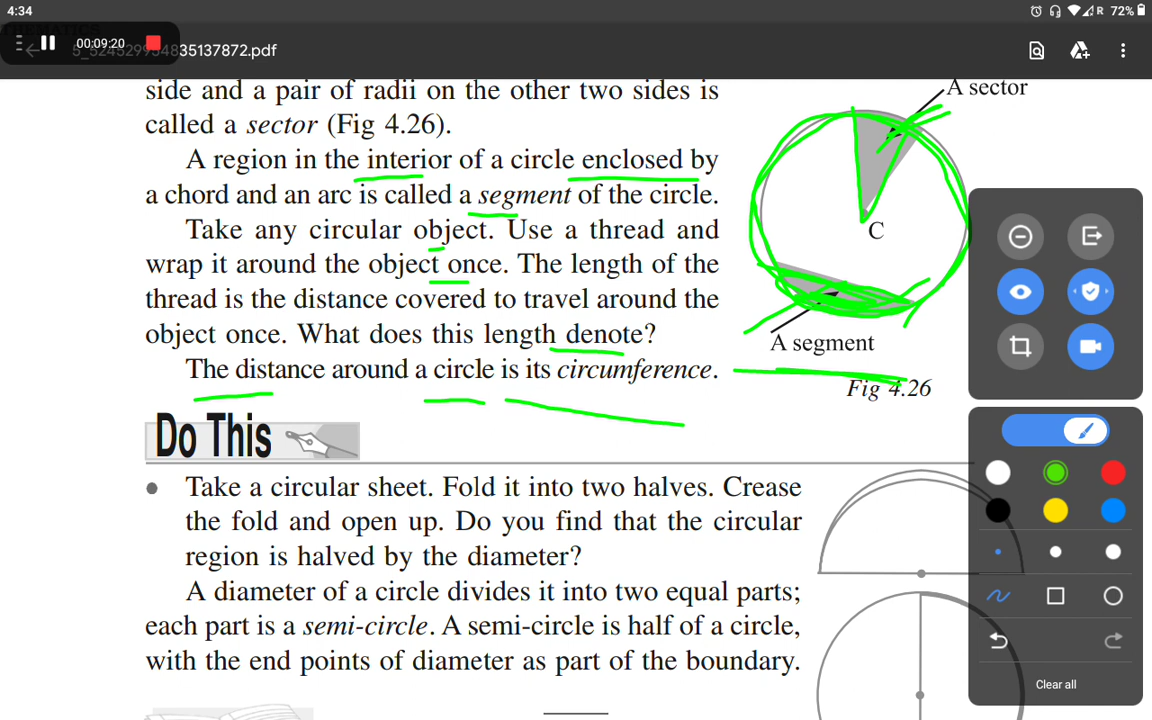 4:34
R 72%
00:09:20
835137872.pdf
side and a pair of radii on the other two sides is
called a sector (Fig 4.26).
A region in the interior of a circle enclosed by
a chord and an arc is called a segment of the circle.
Take any circular object. Use a thread and
wrap it around the object once. The length of the
thread is the distance covered to travel around the
object once. What does this length denote?
The distance around a circle is its circumference.
A sector
C
A segment
Fig 4.26
Do This
Take a circular sheet. Fold it into two halves. Crease
the fold and open up. Do you find that the circular
region is halved by the diameter?
A diameter of a circle divides it into two equal parts;
each part is a semi-circle. A semi-circle is half of a circle,
with the end points of diameter as part of the boundary.
Clear all